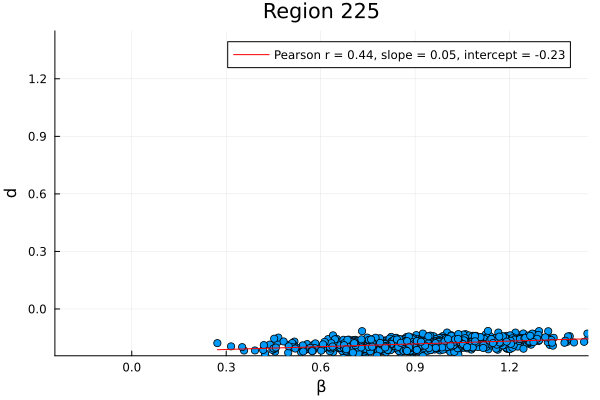 Region 225
Pearson r = 0.44, slope = 0.05, intercept = -0.23
d
1.2
0.9
0.6
0.3
0.0
0.0 0.3 0.6 0.9 1.2
β